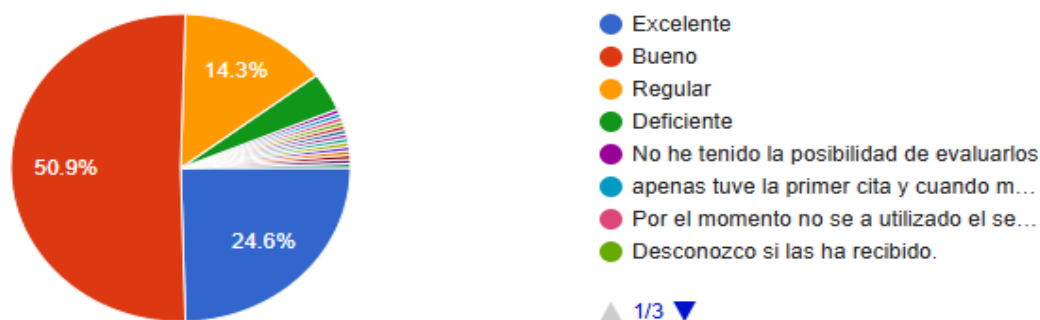 14.3%
50.9%
24.6%
Excelente
Bueno
Regular
Deficiente
No he tenido la posibilidad de evaluarlos
apenas tuve la primer cita y cuando m...
Por el momento no se a utilizado el se...
Desconozco si las ha recibido.
1/3